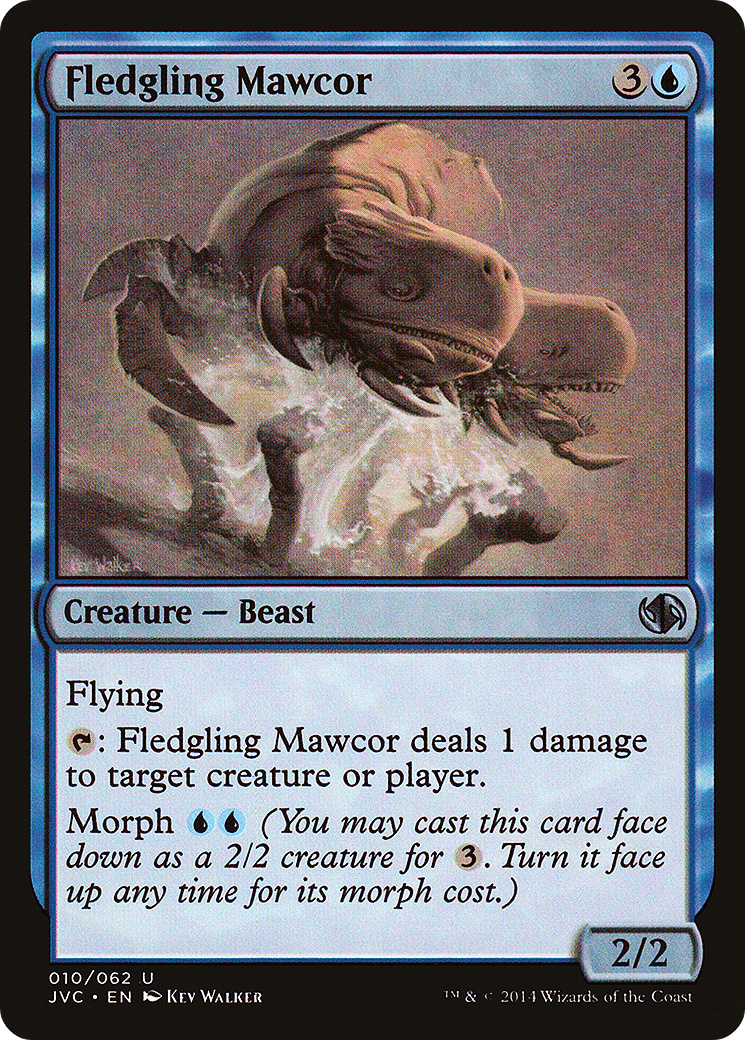 Fledgling Mawcor 3
Kev Walker
Creature — Beast
Flying
: Fledgling Mawcor deals 1 damage
to target creature or player.
Morph (You may cast this card face
down as a 2/2 creature for 3. Turn it face
up any time for its morph cost.)
2/2
010/062 U
JVC • EN Kev Walker
™ & © 2014 Wizards of the Coast